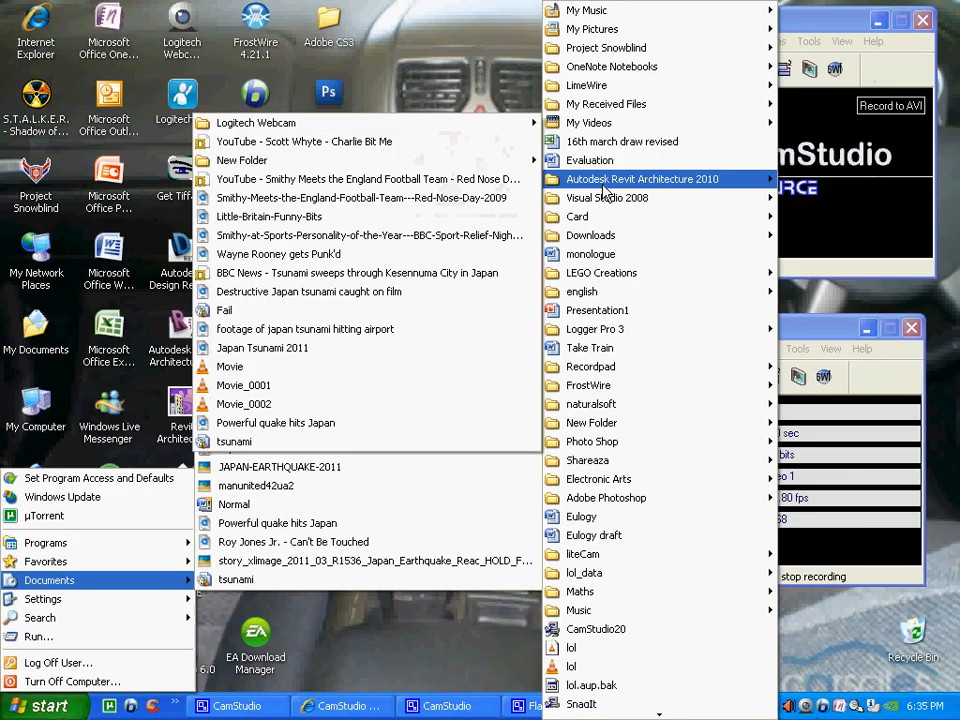 Internet Explorer
Microsoft Office One...
Logitech Webc...
FrostWire 4.21.1
Adobe CS3
S.T.A.L.K.E.R. - Shadow of...
Microsoft Office Outl...
Logitech
Ps
Project Snowblind
Microsoft Office P...
Get Tiff
My Network Places
Microsoft Office W...
Autode
Design Re
My Documents
Microsoft Office Ex...
Autodesk
Architectu
My Computer
Windows Live Messenger
Revit
Architec
Set Program Access and Defaults
Windows Update
µTorrent
Programs
Favorites
Documents
Settings
Search
Run...
Log Off User...
Turn Off Computer...
Logitech Webcam
YouTube - Scott Whyte - Charlie Bit Me
New Folder
YouTube - Smithy Meets the England Football Team - Red Nose D...
Smithy-Meets-the-England-Football-Team---Red-Nose-Day-2009
Little-Britain-Funny-Bits
Smithy-at-Sports-Personality-of-the-Year---BBC-Sport-Relief-Nigh...
Wayne Rooney gets Punk'd
BBC News - Tsunami sweeps through Kesennuma City in Japan
Destructive Japan tsunami caught on film
Fail
footage of japan tsunami hitting airport
Japan Tsunami 2011
Movie
Movie_0001
Movie_0002
Powerful quake hits Japan
tsunami
JAPAN-EARTHQUAKE-2011
manunited42ua2
Normal
Powerful quake hits Japan
Roy Jones Jr. - Can't Be Touched
story_xlimage_2011_03_R1536_Japan_Earthquake_Reac_HOLD_F...
tsunami
My Music
My Pictures
Project Snowblind
OneNote Notebooks
LimeWire
My Received Files
My Videos
16th march draw revised
Evaluation
Autodesk Revit Architecture 2010
Visual Studio 2008
Card
Downloads
monologue
LEGO Creations
english
Presentation1
Logger Pro 3
Take Train
Recordpad
FrostWire
naturalsoft
New Folder
Photo Shop
Shareaza
Electronic Arts
Adobe Photoshop
Eulogy
Eulogy draft
liteCam
lol_data
Maths
Music
CamStudio20
lol
lol
lol.aup.bak
SnagIt
Tools View Help
Record to AVI
mStudio
URCE
Tools View Help
sec
bits
eo 1
.80 fps
68
stop recording
EA Download Manager
6.0
Recycle Bin
start
CamStudio
CamStudio ...
CamStudio
Fla
6:35 PM